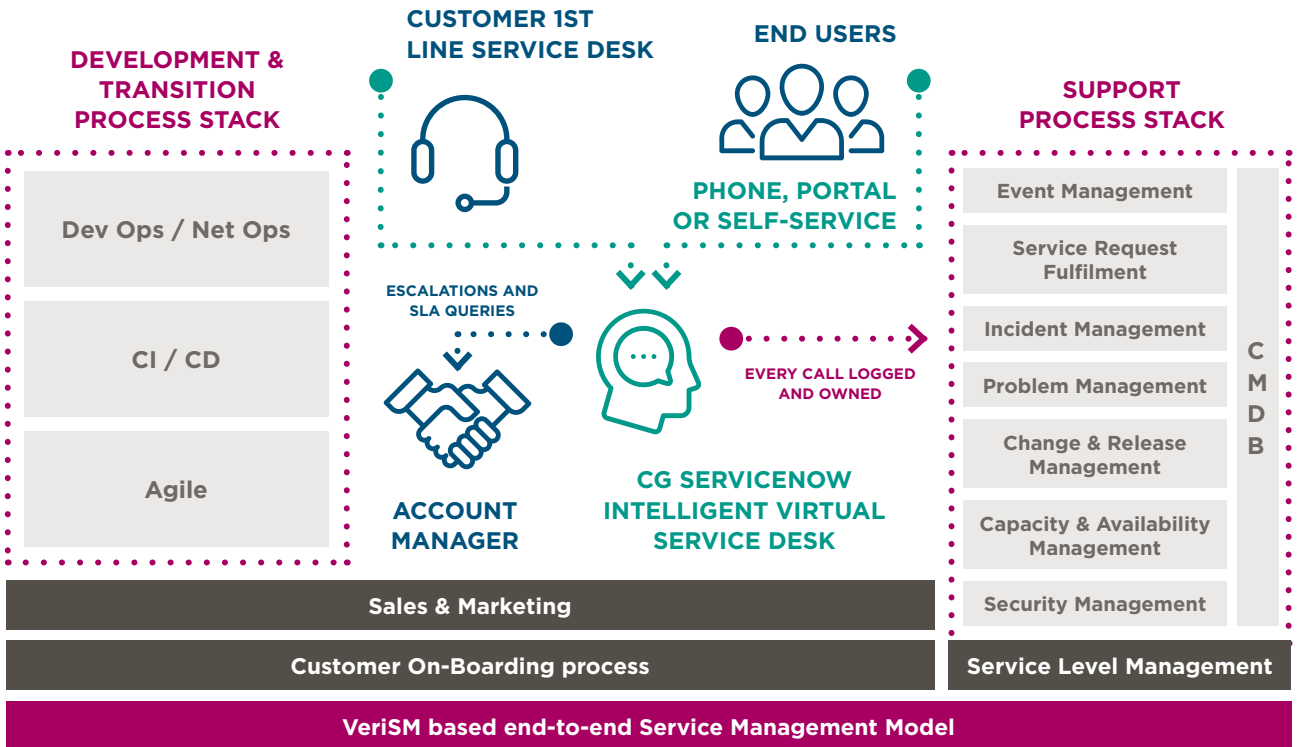 DEVELOPMENT &
TRANSITION
PROCESS STACK
Dev Ops / Net Ops
CI / CD
Agile
CUSTOMER 1ST
LINE SERVICE DESK
END USERS
PHONE, PORTAL
OR SELF-SERVICE
ESCALATIONS AND
SLA QUERIES
EVERY CALL LOGGED
AND OWNED
ACCOUNT
MANAGER
CG SERVICENOW
INTELLIGENT VIRTUAL
SERVICE DESK
SUPPORT
PROCESS STACK
Event Management
Service Request
Fulfilment
Incident Management
Problem Management
Change & Release
Management
Capacity & Availability
Management
Security Management
C
M
D
B
Sales & Marketing
Customer On-Boarding process
Service Level Management
VeriSM based end-to-end Service Management Model